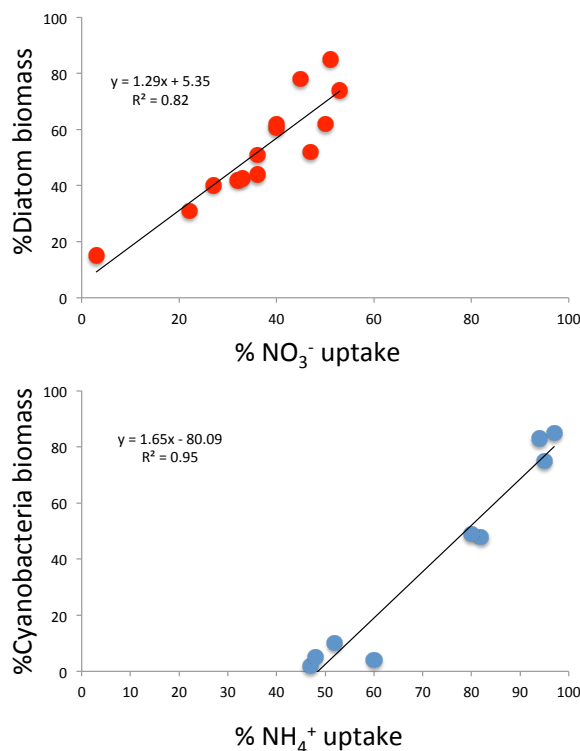 %Diatom biomass
100
80
60
40
20
0
y = 1.29x + 5.35
R² = 0.82
0 20 40 60 80 100
% NO₃⁻ uptake
%Cyanobacteria biomass
100
80
60
40
20
0
y = 1.65x - 80.09
R² = 0.95
0 10 20 30 40 50 60 70 80 90 100
% NH₄⁺ uptake